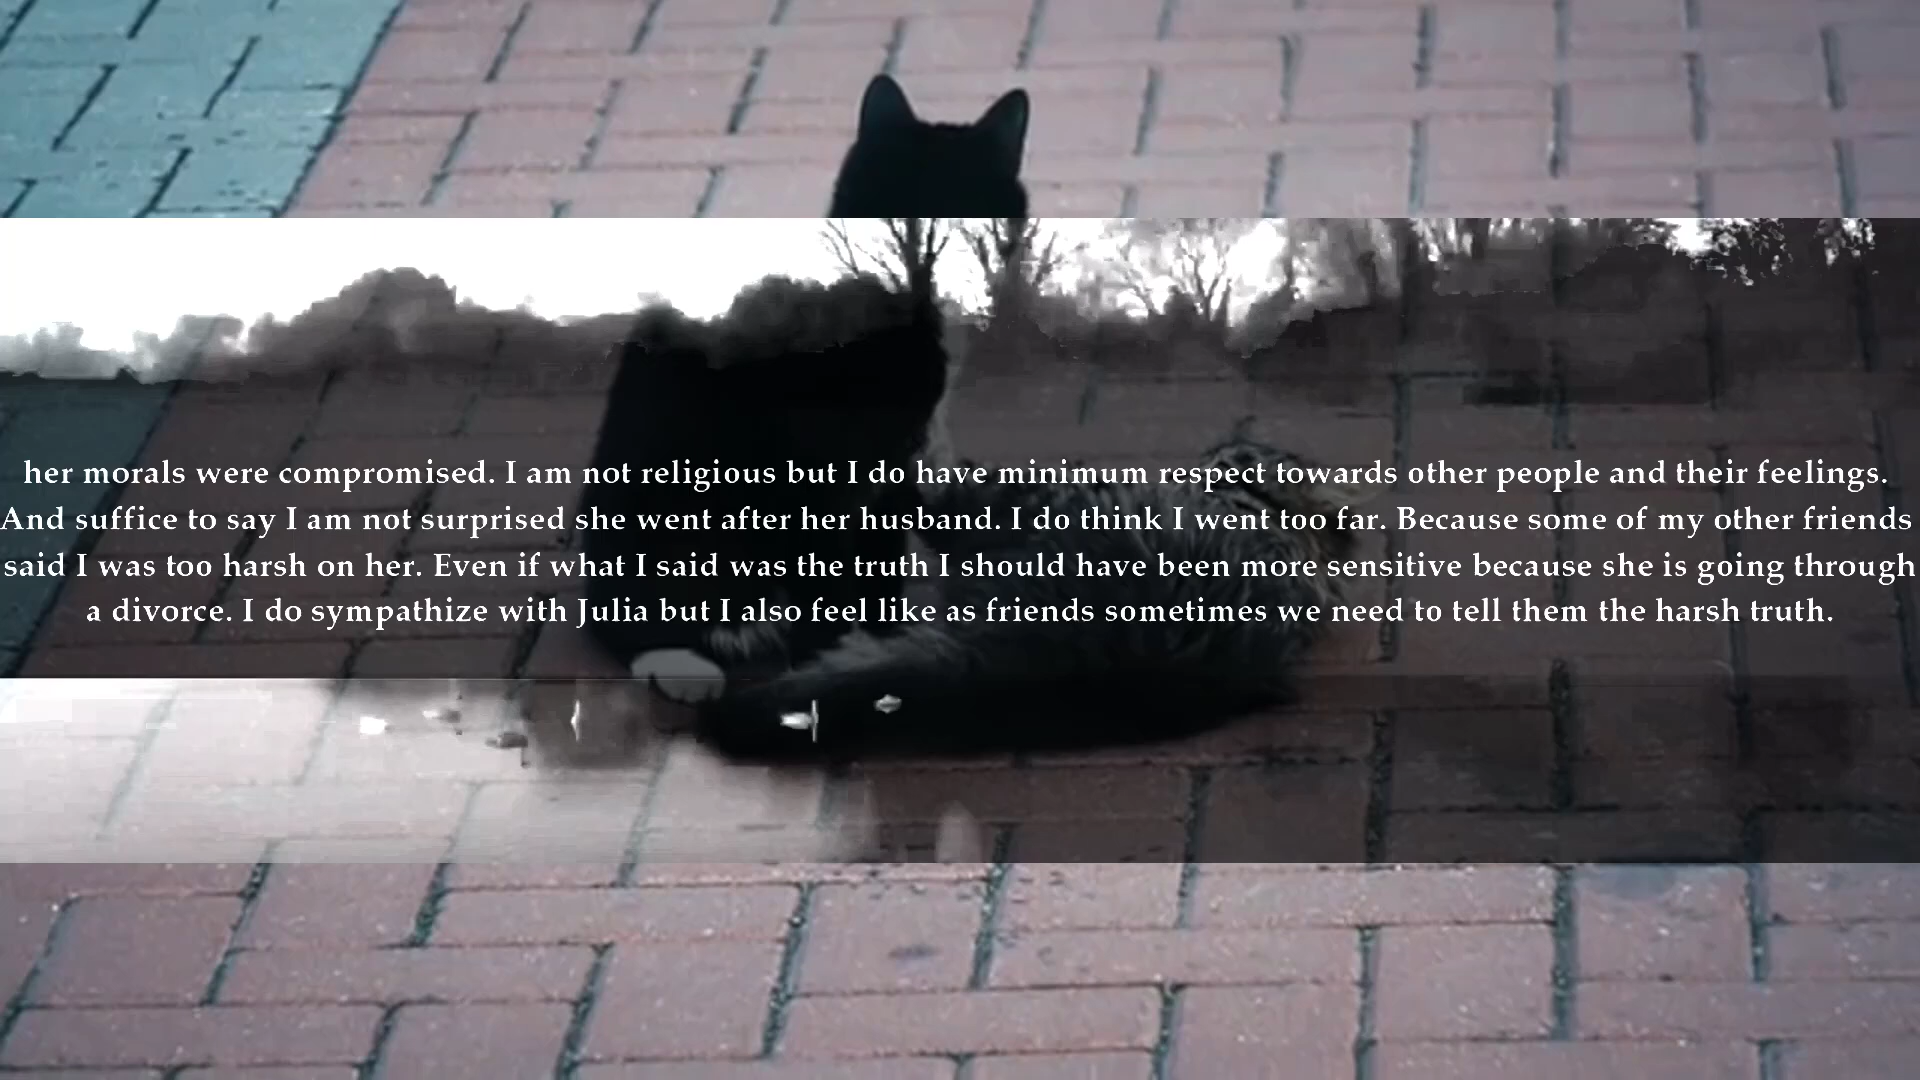 her morals were compromised. I am not religious but I do have minimum respect towards other people and their feelings.
And suffice to say I am not surprised she went after her husband. I do think I went too far. Because some of my other friends
said I was too harsh on her. Even if what I said was the truth I should have been more sensitive because she is going through
a divorce. I do sympathize with Julia but I also feel like as friends sometimes we need to tell them the harsh truth.